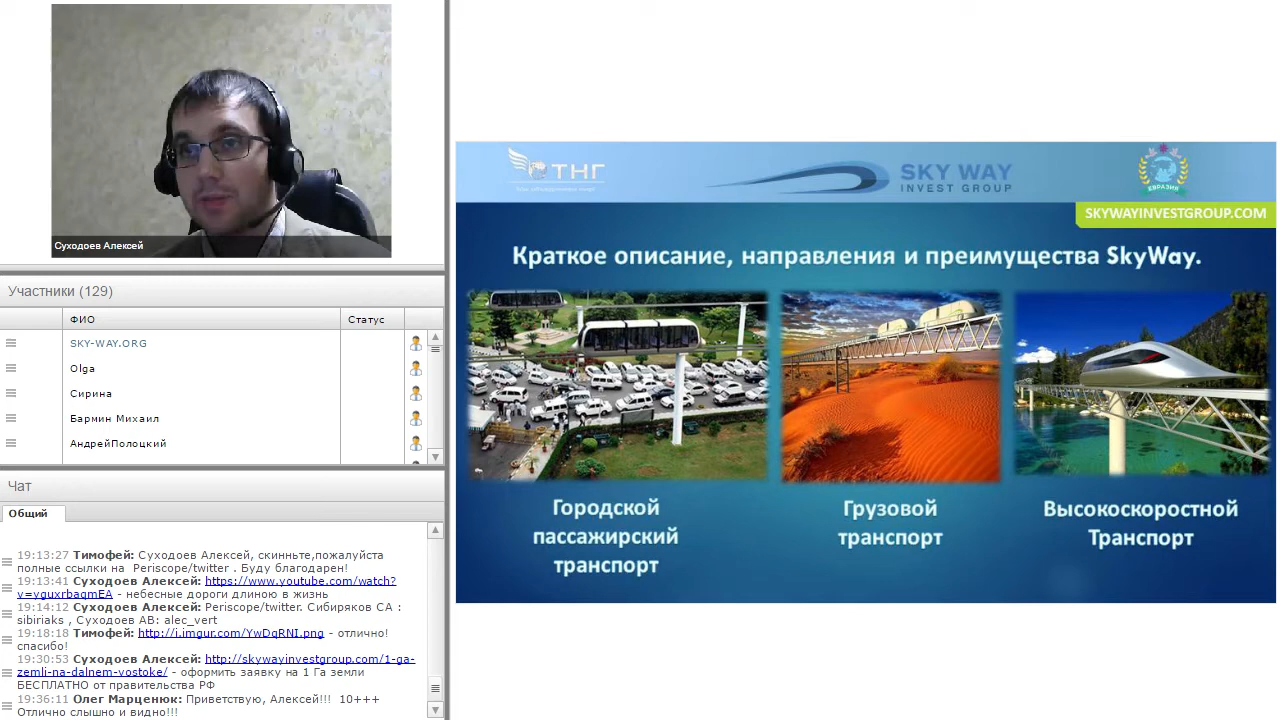 Суходоев Алексей
Участники (129)
ФИО
Статус
SKY-WAY.ORG
Olga
Сирина
Бармин Михаил
АндрейПолоцкий
Чат
Общий
19:13:27 Тимофей: Суходоев Алексей, скинньте,пожалуйста
полные ссылки на Periscope/twitter . Буду благодарен!
19:13:41 Суходоев Алексей: https://www.youtube.com/watch?
v=yguxrbaqmEA - небесные дороги длиною в жизнь
19:14:12 Суходоев Алексей: Periscope/twitter. Сибиряков СА :
sibiriaks , Суходоев АВ: alec_vert
19:18:18 Тимофей: http://i.imgur.com/YwDqRNI.png - отлично!
спасибо!
19:30:53 Суходоев Алексей: http://skywayinvestgroup.com/1-ga-
zemli-na-dalnem-vostoke/ - оформить заявку на 1 Га земли
БЕСПЛАТНО от правительства РФ
19:36:11 Олег Марценюк: Приветствую, Алексей!!! 10+++
Отлично слышно и видно!!!
ТНГ
SKY WAY
INVEST GROUP
ЕВРАЗИЯ
SKYWAYINVESTGROUP.COM
Краткое описание, направления и преимущества SkyWay.
Городской
пассажирский
транспорт
Грузовой
транспорт
Высокоскоростной
Транспорт